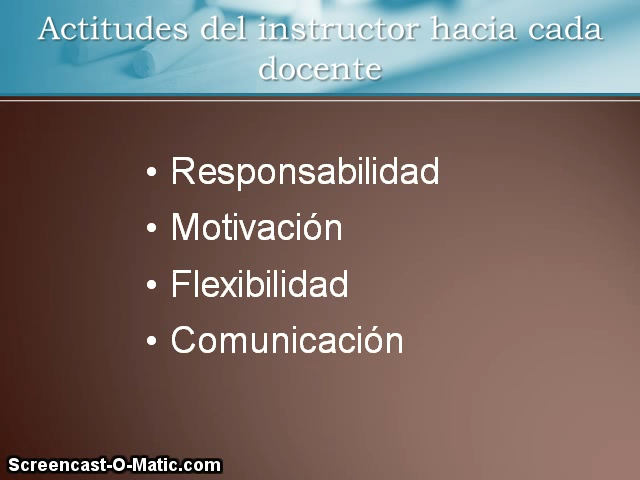 Actitudes del instructor hacia cada
docente
• Responsabilidad
• Motivación
• Flexibilidad
• Comunicación
Screencast-O-Matic.com